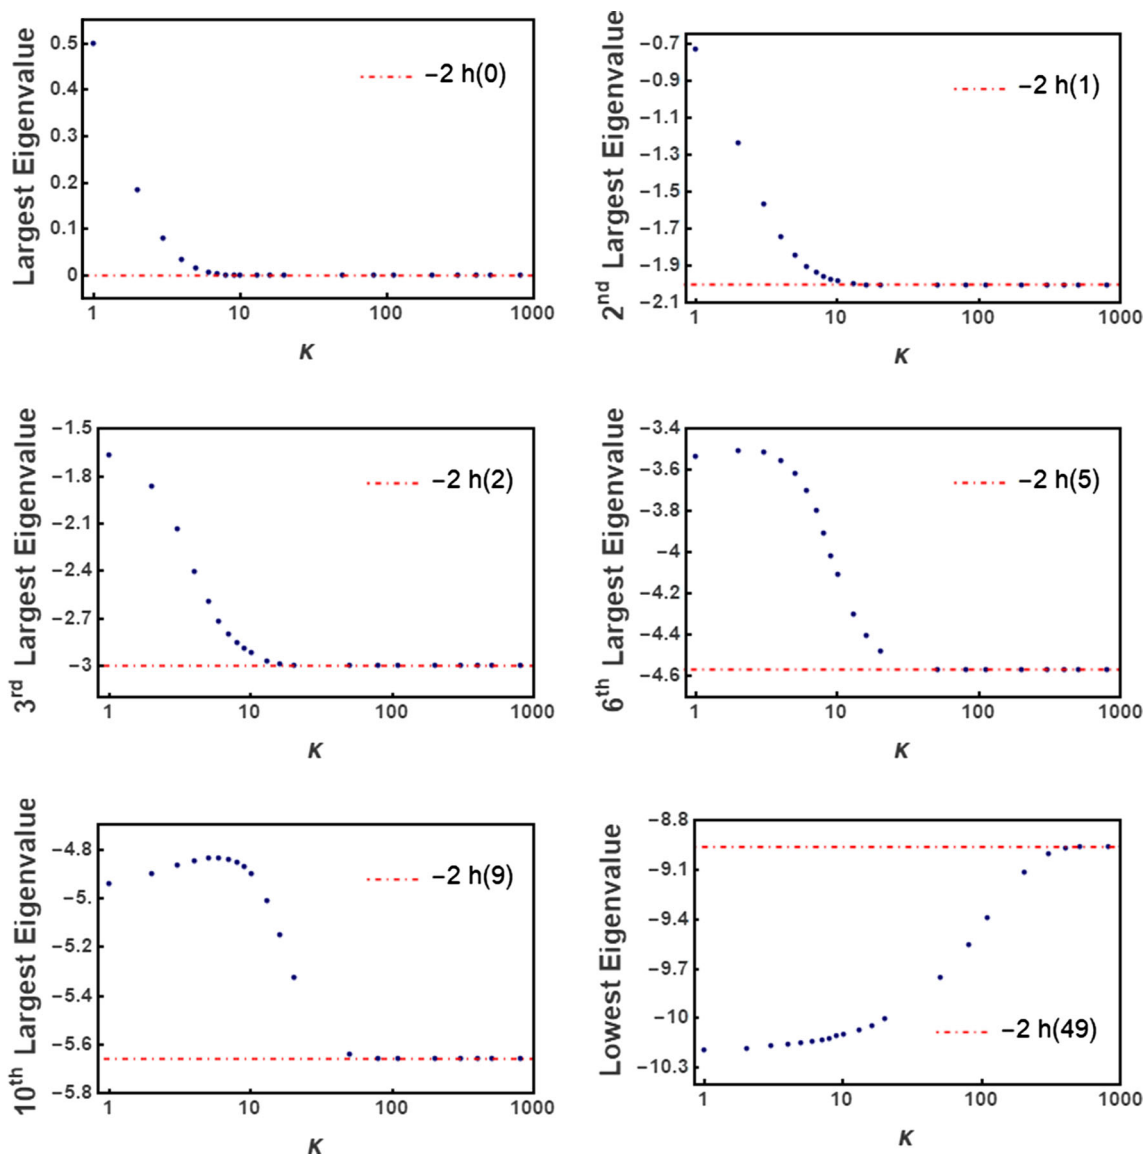 Largest Eigenvalue
0.5
0.4
0.3
0.2
0.1
0
−2 h(0)
1 10 100 1000
K
2nd Largest Eigenvalue
−0.7
−0.9
−1.1
−1.3
−1.5
−1.7
−1.9
−2.1
−2 h(1)
1 10 100 1000
K
3rd Largest Eigenvalue
−1.5
−1.8
−2.1
−2.4
−2.7
−3
−2 h(2)
1 10 100 1000
K
6th Largest Eigenvalue
−3.4
−3.6
−3.8
−4
−4.2
−4.4
−4.6
−2 h(5)
1 10 100 1000
K
10th Largest Eigenvalue
−4.8
−5
−5.2
−5.4
−5.6
−5.8
−2 h(9)
1 10 100 1000
K
Lowest Eigenvalue
−8.8
−9.1
−9.4
−9.7
−10
−10.3
−2 h(49)
1 10 100 1000
K